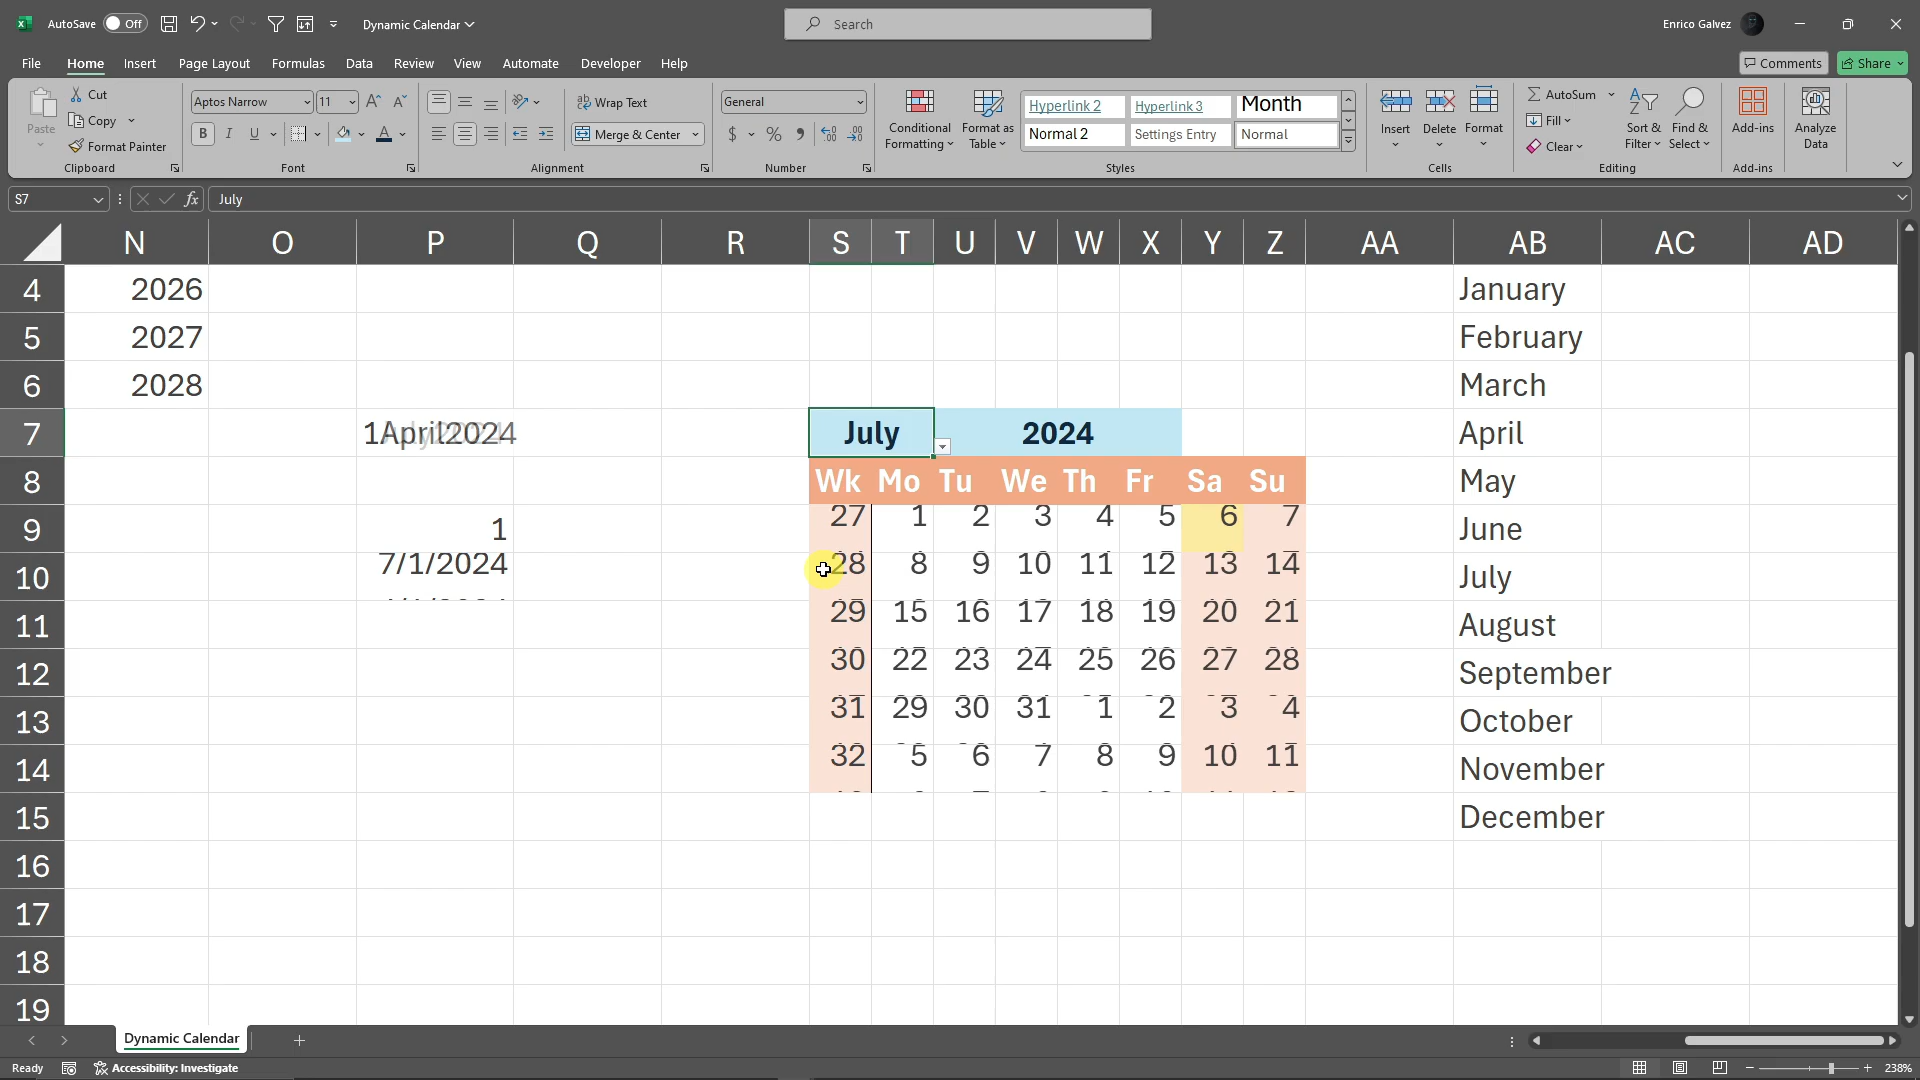 AutoSave Off Dynamic Calendar Search Enrico Galvez
File Home Insert Page Layout Formulas Data Review View Automate Developer Help Comments Share
Paste Cut Copy Format Painter Clipboard
Aptos Narrow 11 B I U A Font
Wrap Text Merge & Center Alignment
General $ % Number
Conditional Formatting Format as Table
Hyperlink 2 Hyperlink 3 Month
Normal 2 Settings Entry Normal
Styles
Insert Delete Format Cells
AutoSum Fill Clear Sort & Filter Find & Select Editing
Add-ins Add-ins
Analyze Data
S7 fx July
N O P Q R S T U V W X Y Z AA AB AC AD
4 2026 January
5 2027 February
6 2028 March
7 1April2024 July 2024 April
8 Wk Mo Tu We Th Fr Sa Su May
9 1 27 1 2 3 4 5 6 7 June
10 7/1/2024 28 8 9 10 11 12 13 14 July
11 29 15 16 17 18 19 20 21 August
12 30 22 23 24 25 26 27 28 September
13 31 29 30 31 1 2 3 4 October
14 32 5 6 7 8 9 10 11 November
15 December
16
17
18
19
Dynamic Calendar
Ready Accessibility: Investigate 238%